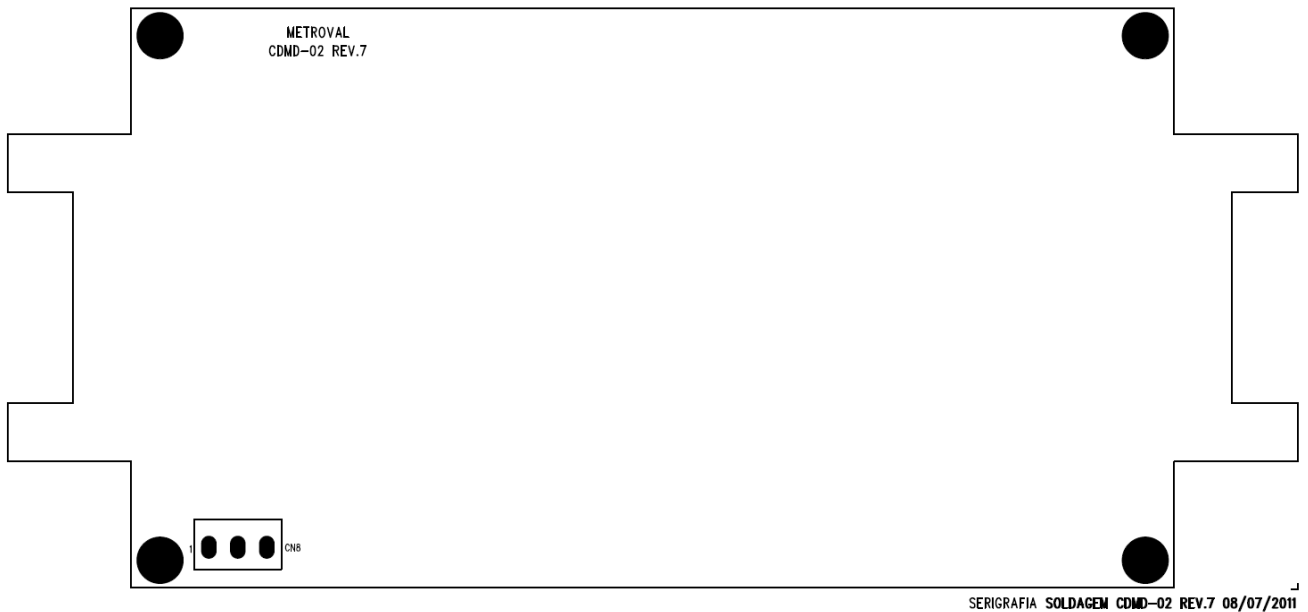 METROVAL
CDMD-02 REV.7
1 CN8
SERIGRAFIA SOLDAGEM CDMD-02 REV.7 08/07/2011